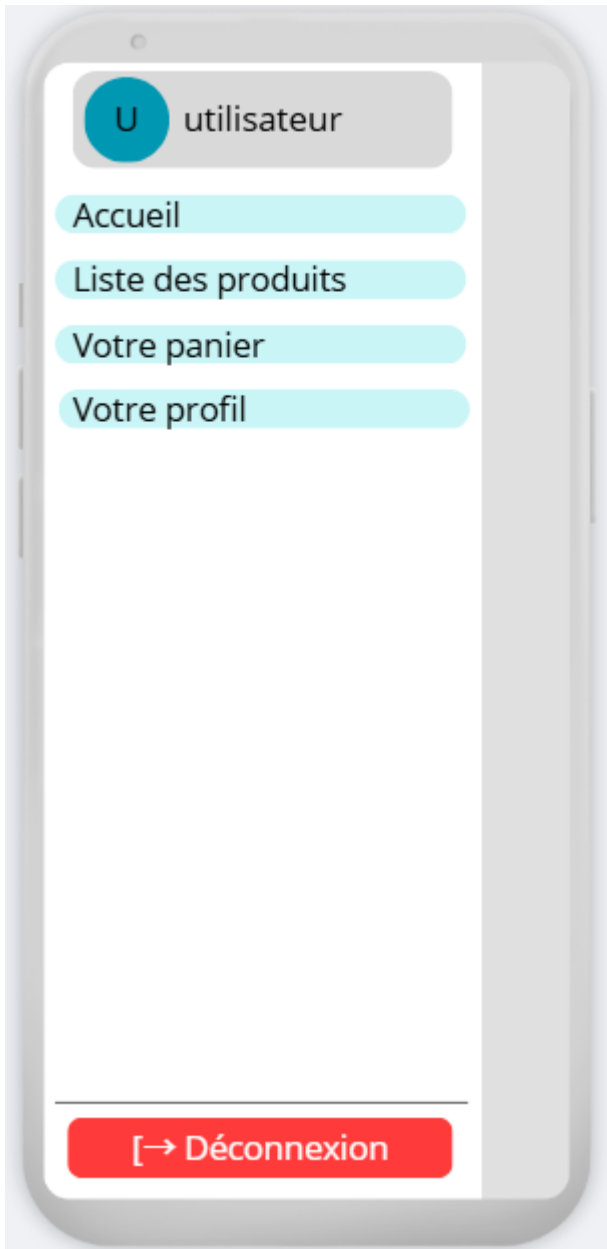 U utilisateur
Accueil
Liste des produits
Votre panier
Votre profil
[→ Déconnexion